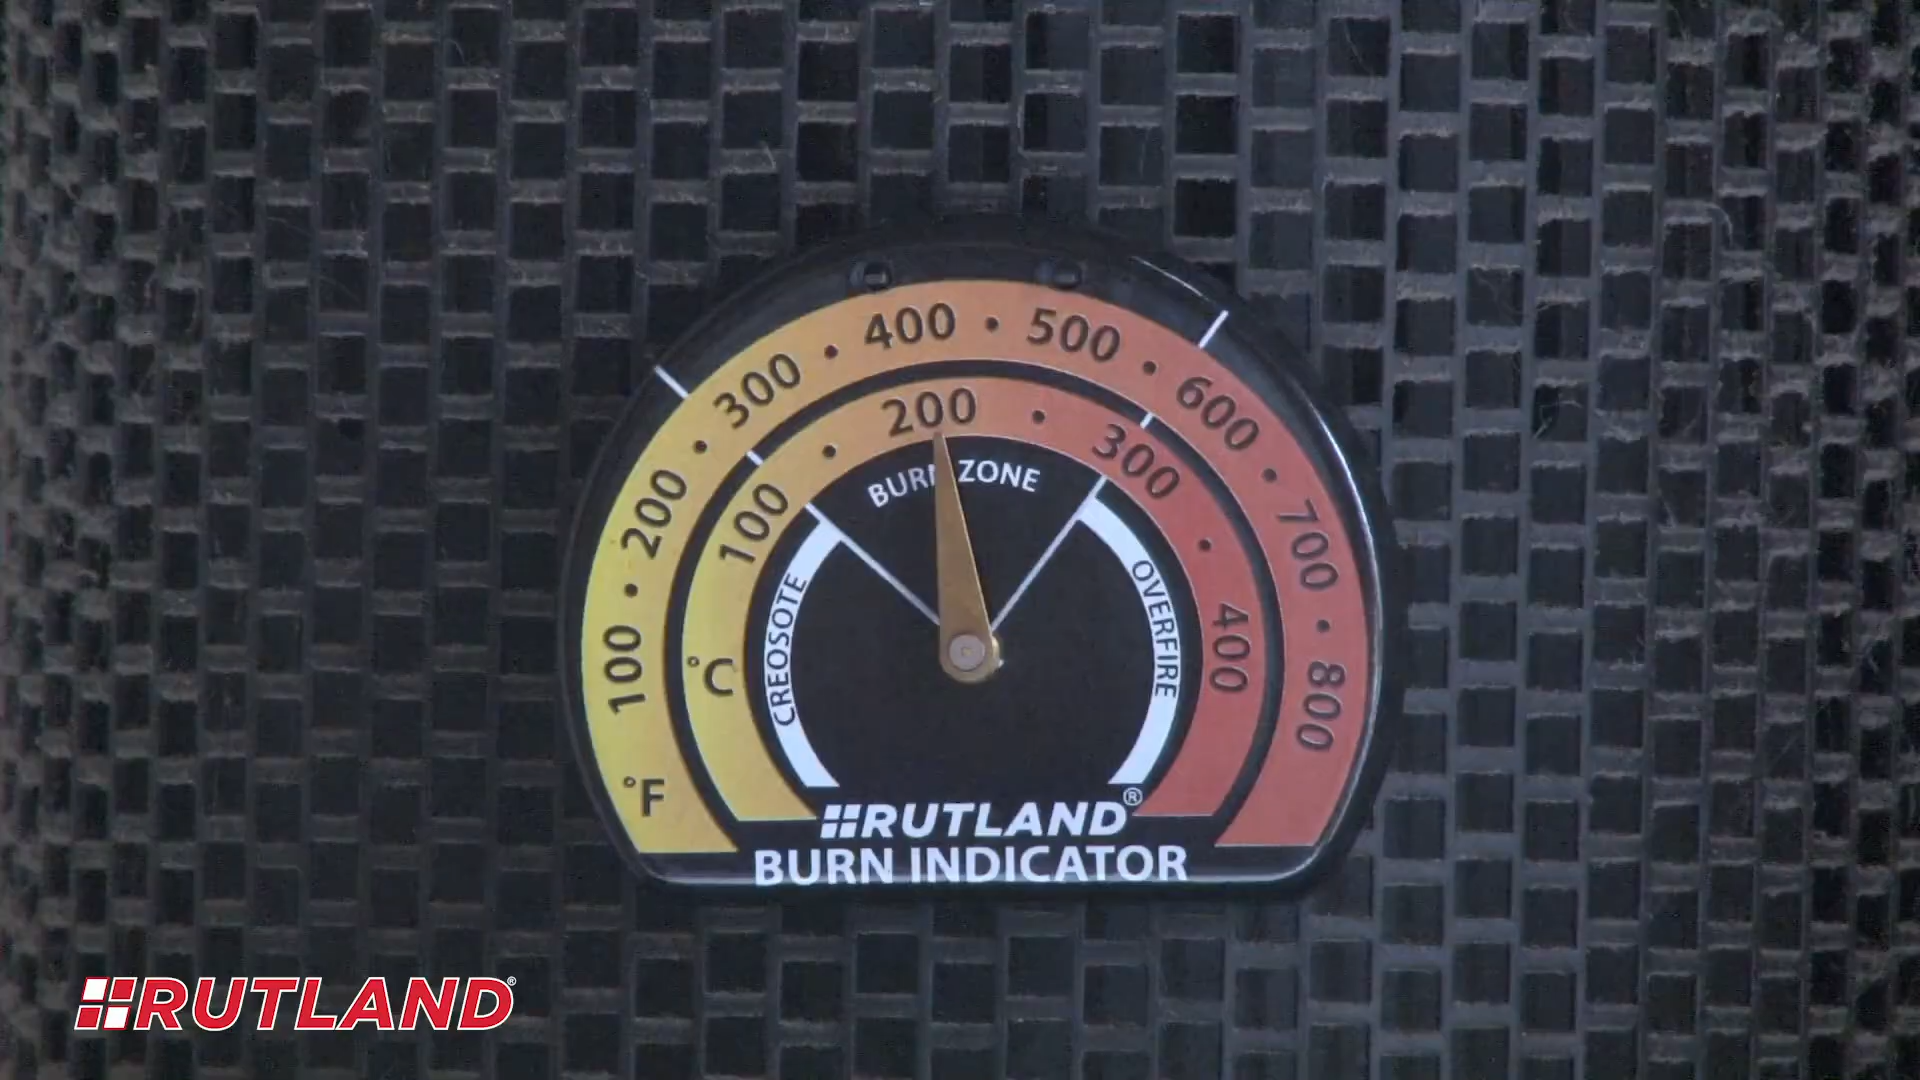 100 • 200 • 300 • 400 • 500 • 600 • 700 • 800
°F
100 • 200 • 300 • 400
°C
BURN ZONE
CREOSOTE
OVERFIRE
RUTLAND®
BURN INDICATOR
RUTLAND®